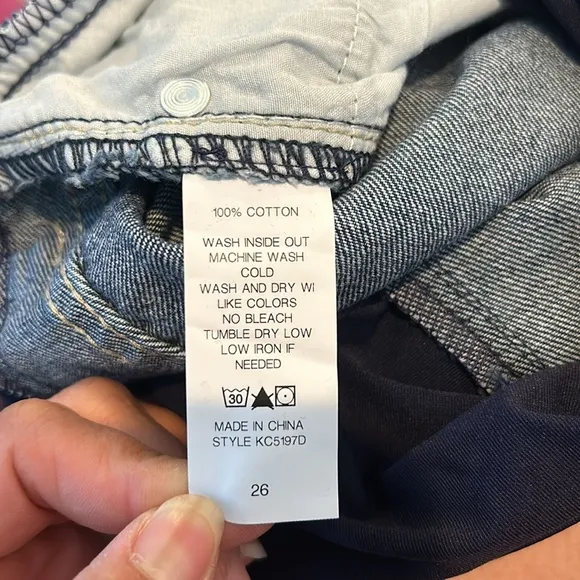 100% COTTON
WASH INSIDE OUT
MACHINE WASH
COLD
WASH AND DRY WI
LIKE COLORS
NO BLEACH
TUMBLE DRY LOW
LOW IRON IF
NEEDED
30
MADE IN CHINA
STYLE KC5197D
26